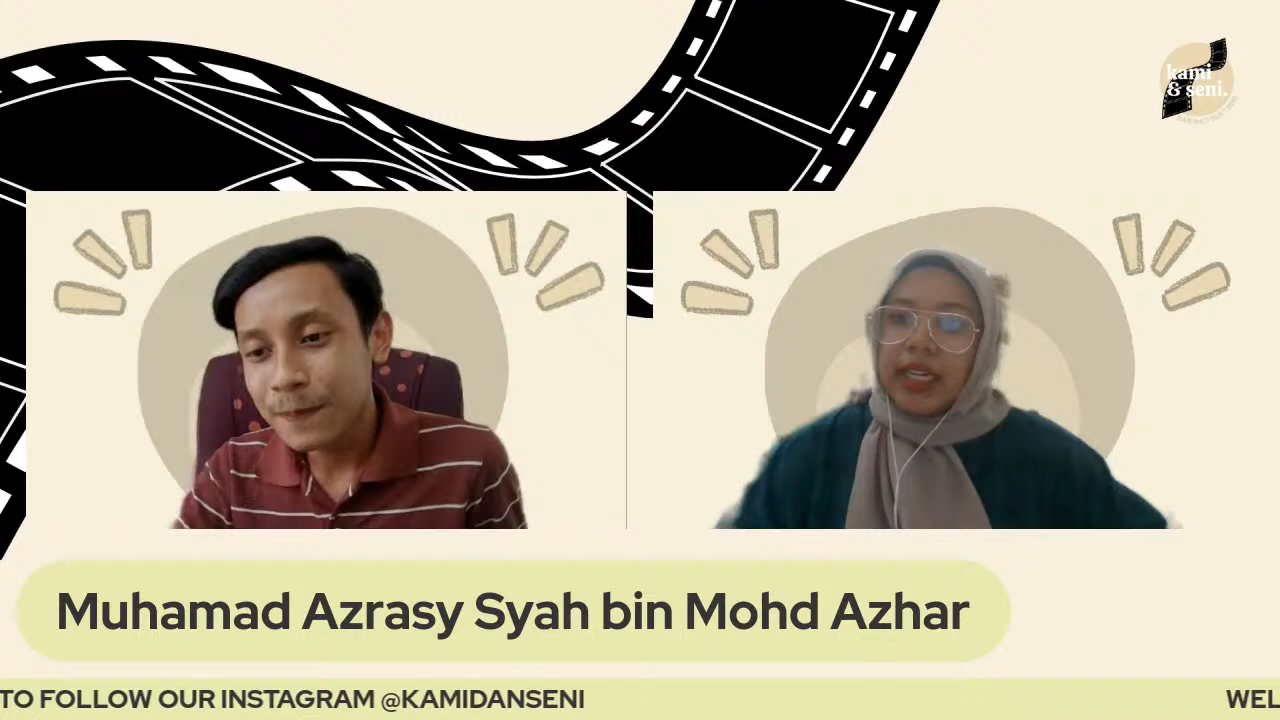 kami
& seni.
Muhamad Azrasy Syah bin Mohd Azhar
TO FOLLOW OUR INSTAGRAM @KAMIDANSENI
WEL